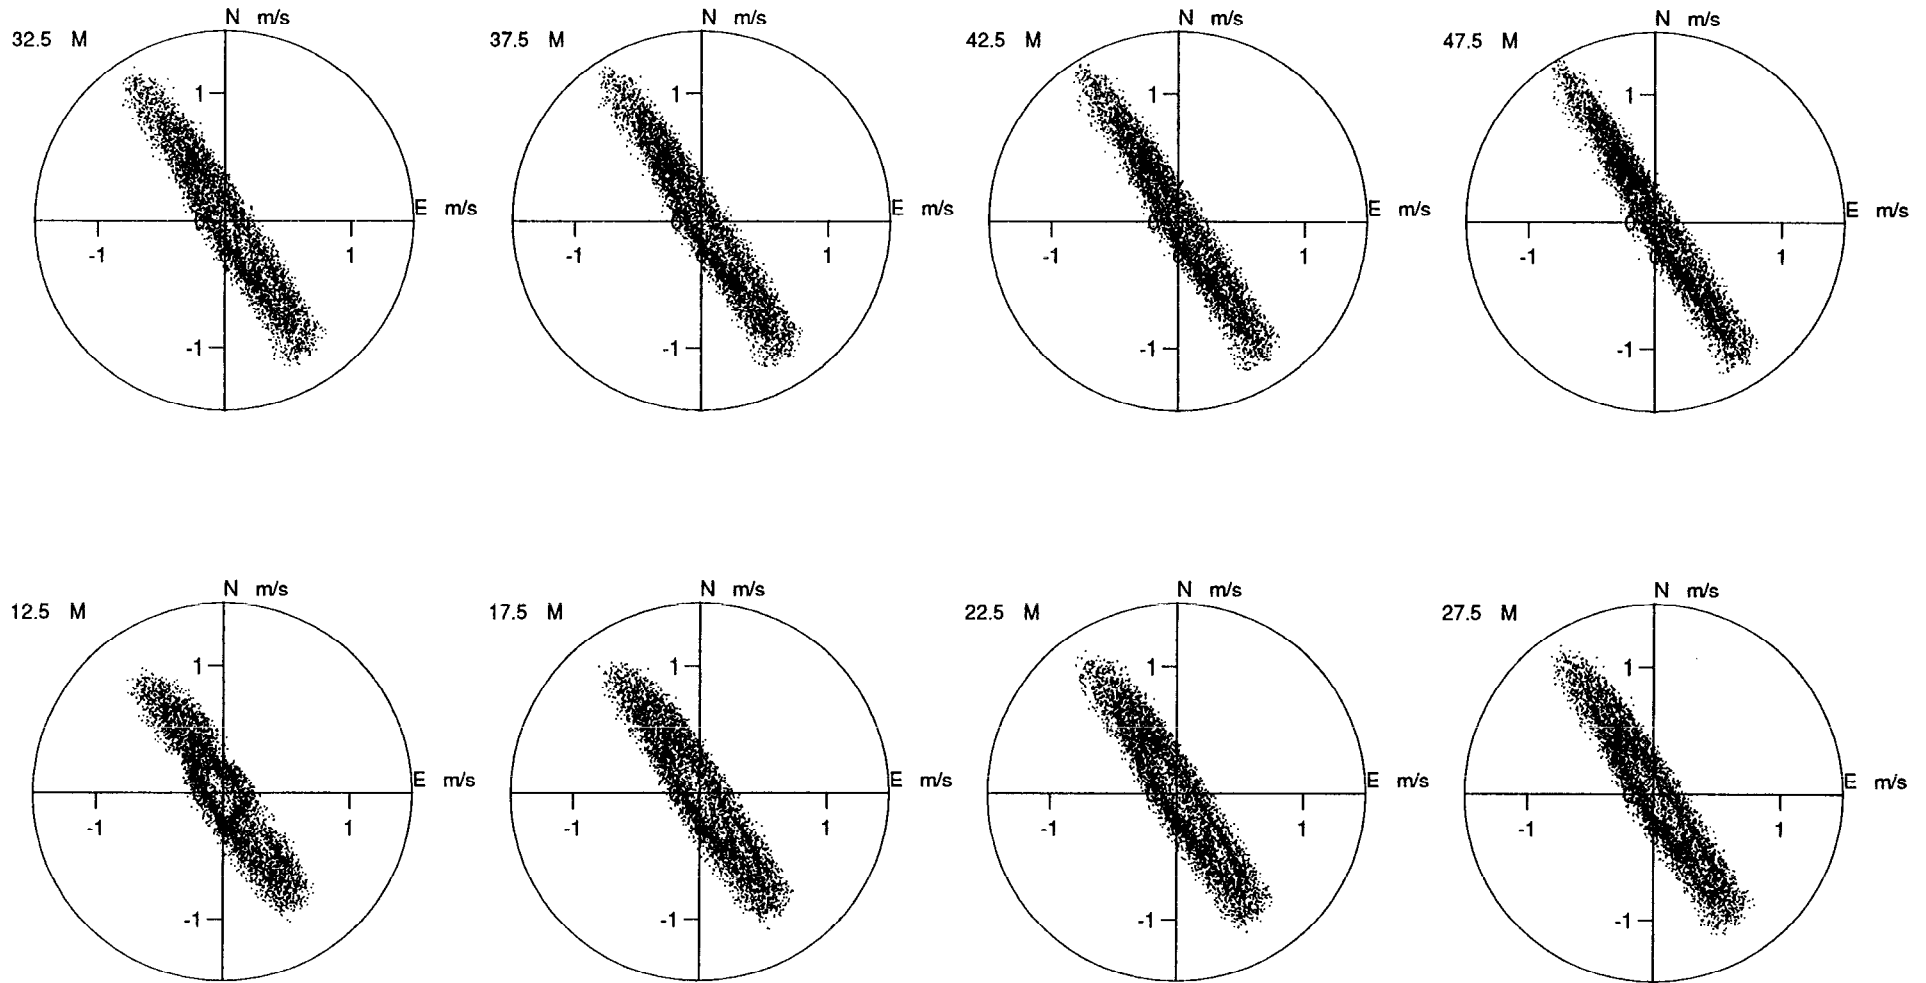 N m/s N m/s N m/s N m/s
32.5 M 37.5 M 42.5 M 47.5 M
1 1 1 1
E m/s E m/s E m/s E m/s
-1 1 -1 1 -1 1 -1 1
-1 -1 -1 -1
N m/s N m/s N m/s N m/s
12.5 M 17.5 M 22.5 M 27.5 M
1 1 1 1
E m/s E m/s E m/s E m/s
-1 1 -1 1 -1 1 -1 1
-1 -1 -1 -1